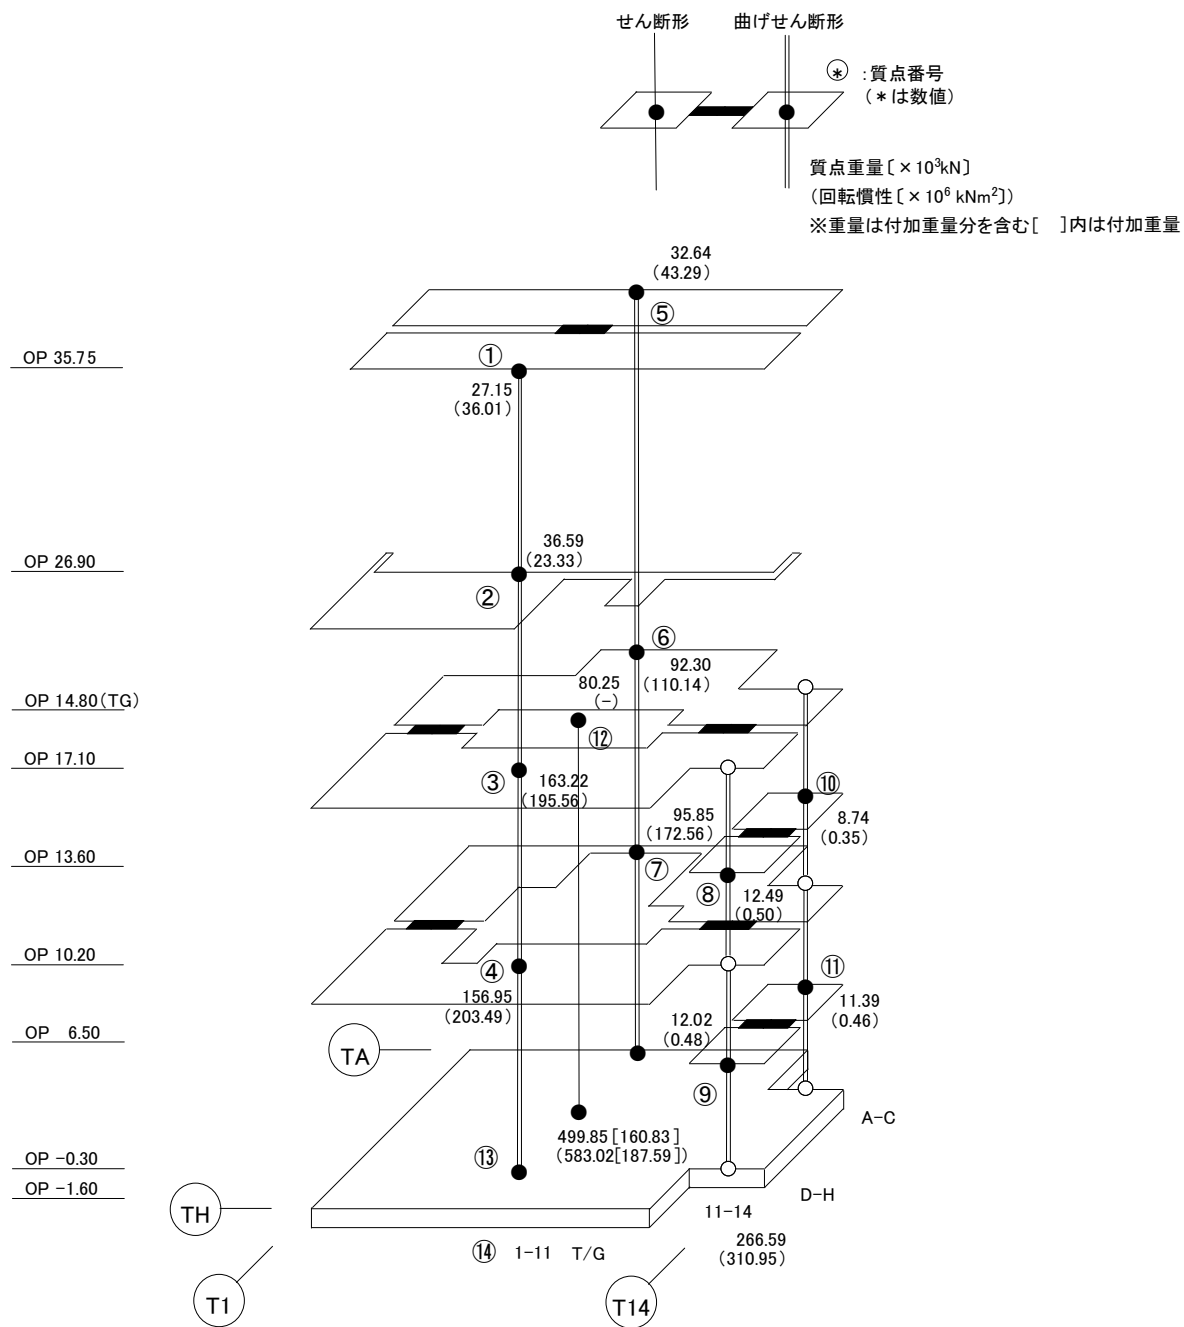 せん断形
曲げせん断形
＊ :質点番号
(＊は数値)
質点重量〔×10³kN〕
(回転慣性〔×10⁶ kNm²〕)
※重量は付加重量分を含む[ ]内は付加重量
32.64
(43.29)
⑤
OP 35.75
①
27.15
(36.01)
OP 26.90
36.59
(23.33)
②
⑥
92.30
(110.14)
80.25
(-)
OP 14.80(TG)
⑫
OP 17.10
③
163.22
(195.56)
⑩
8.74
(0.35)
95.85
(172.56)
OP 13.60
⑦
⑧
12.49
(0.50)
OP 10.20
④
156.95
(203.49)
⑪
11.39
(0.46)
OP 6.50
TA
12.02
(0.48)
⑨
A-C
499.85[160.83]
(583.02[187.59])
OP -0.30
⑬
OP -1.60
D-H
TH
11-14
⑭ 1-11 T/G
266.59
(310.95)
T1
T14